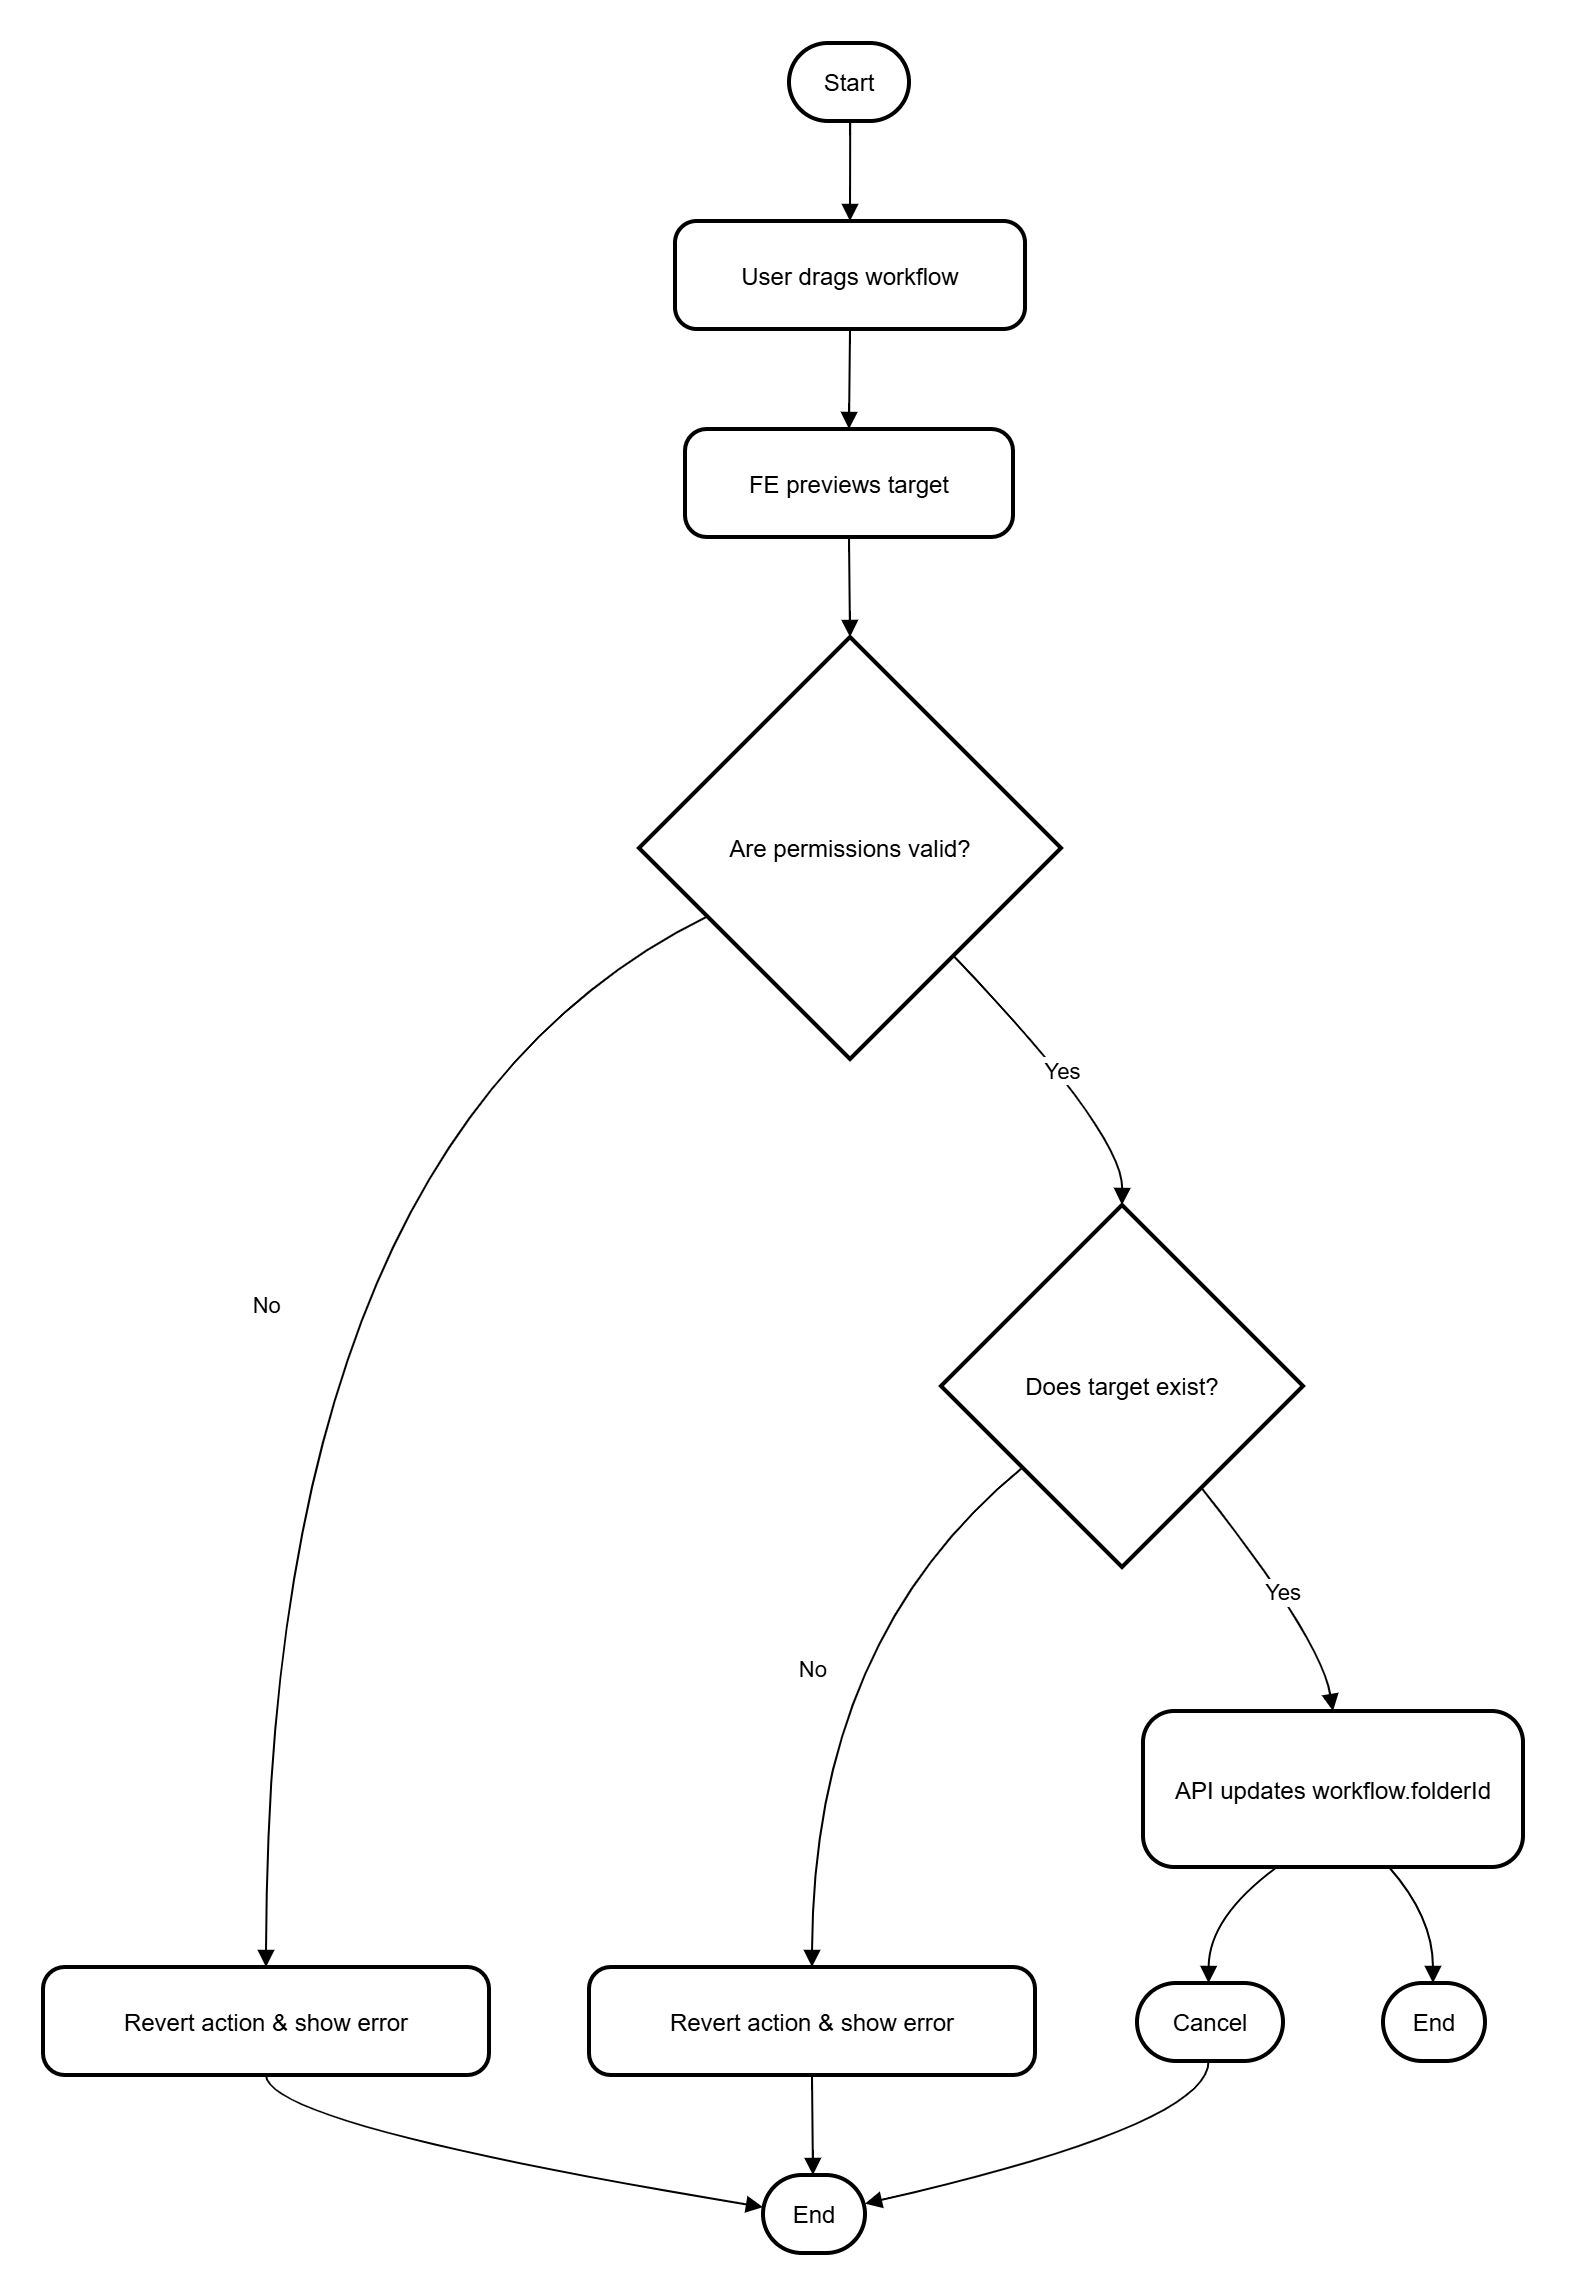 Start
User drags workflow
FE previews target
Are permissions valid?
Yes
No
Does target exist?
Yes
No
API updates workflow.folderId
Revert action & show error
Revert action & show error
Cancel
End
End